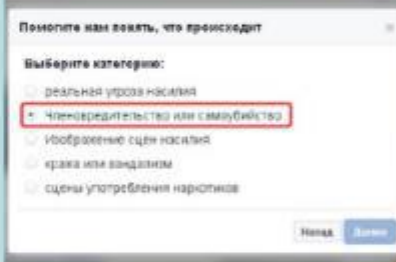 Помогите нам понять, что происходит
Выберите категорию:
реальная угроза насилия
Членовредительство или самоубийство
Изображение сцен насилия
кража или вандализм
сцены употребления наркотиков
Назад Далее